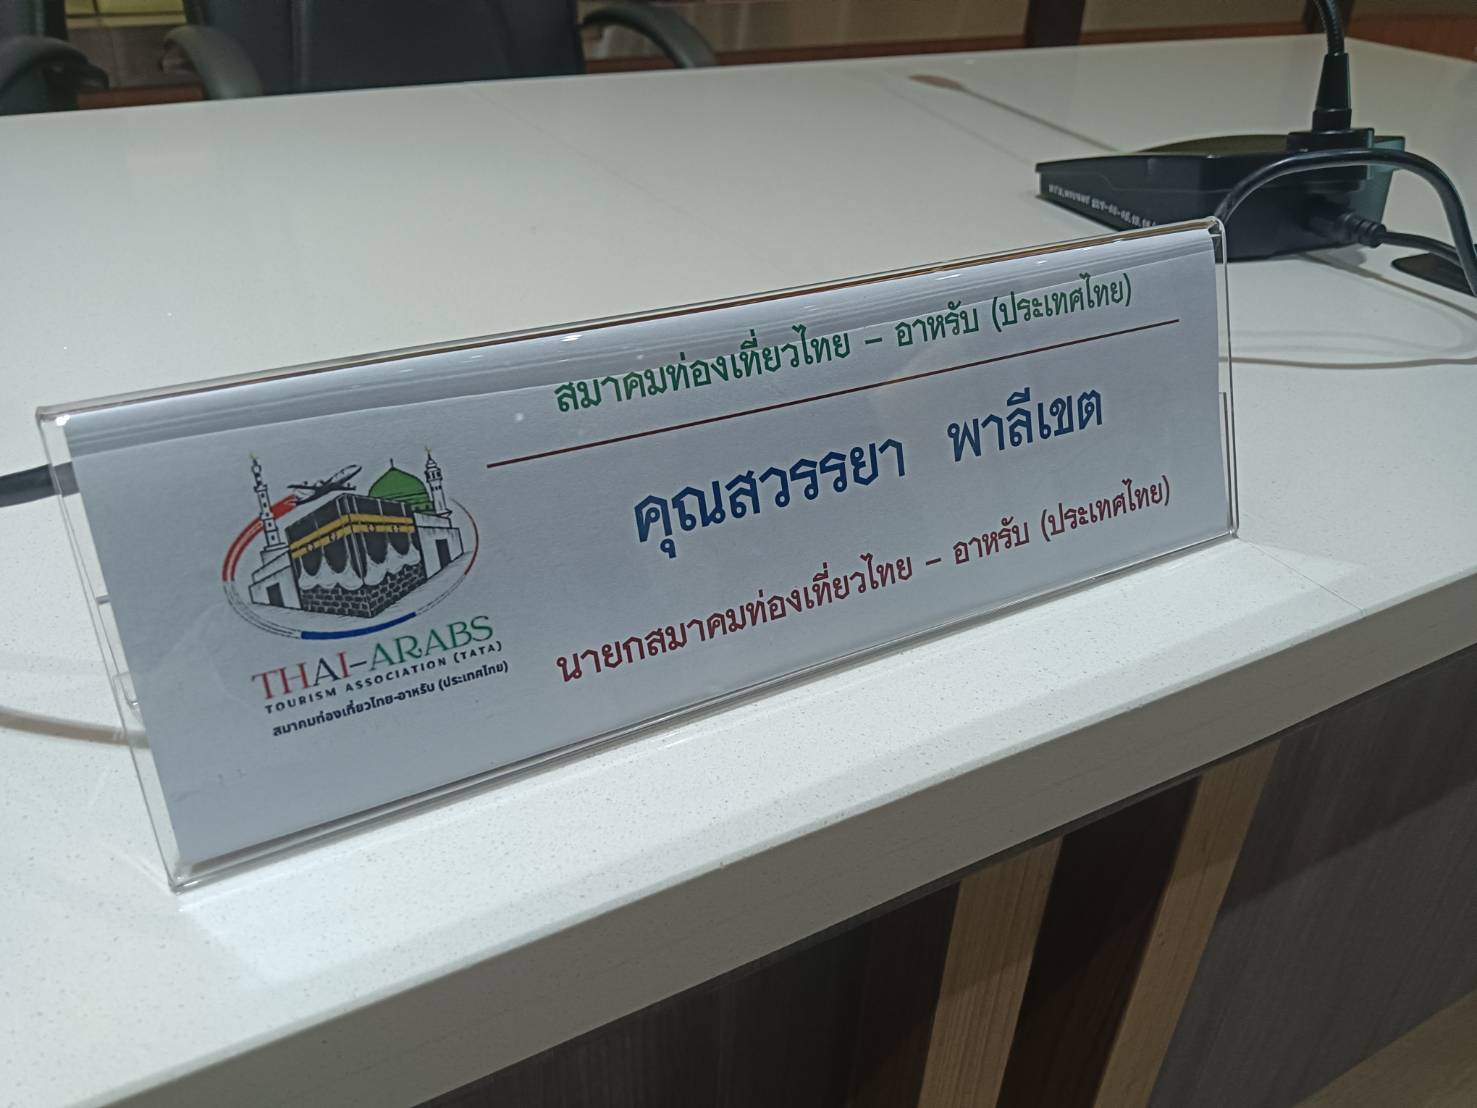 สมาคมท่องเที่ยวไทย – อาหรับ (ประเทศไทย)
คุณสวรรยา พาลีเขต
นายกสมาคมท่องเที่ยวไทย – อาหรับ (ประเทศไทย)
THAI-ARABS
TOURISM ASSOCIATION (TATA)
สมาคมท่องเที่ยวไทย-อาหรับ (ประเทศไทย)